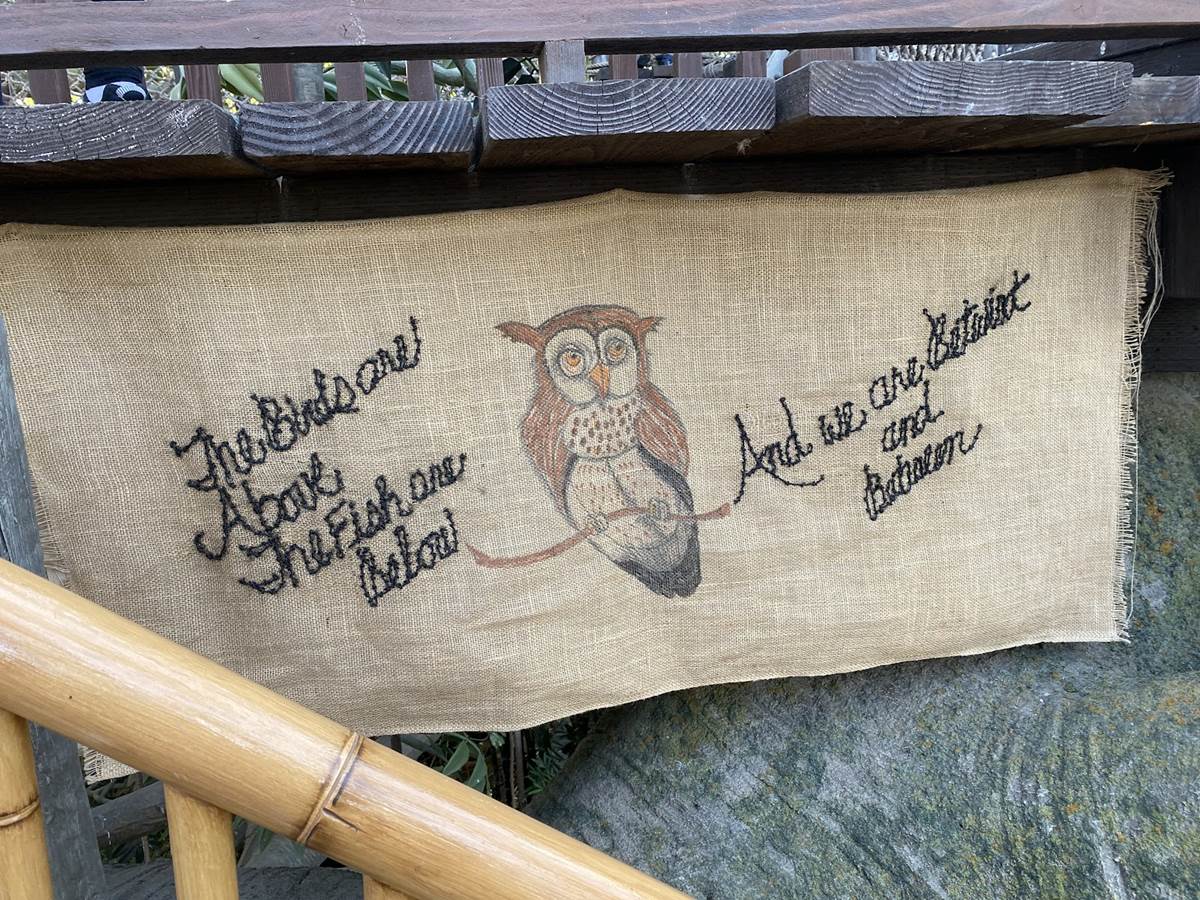 The Birds are
Above
The Fish are
Below
And we are Betwixt
and
Between